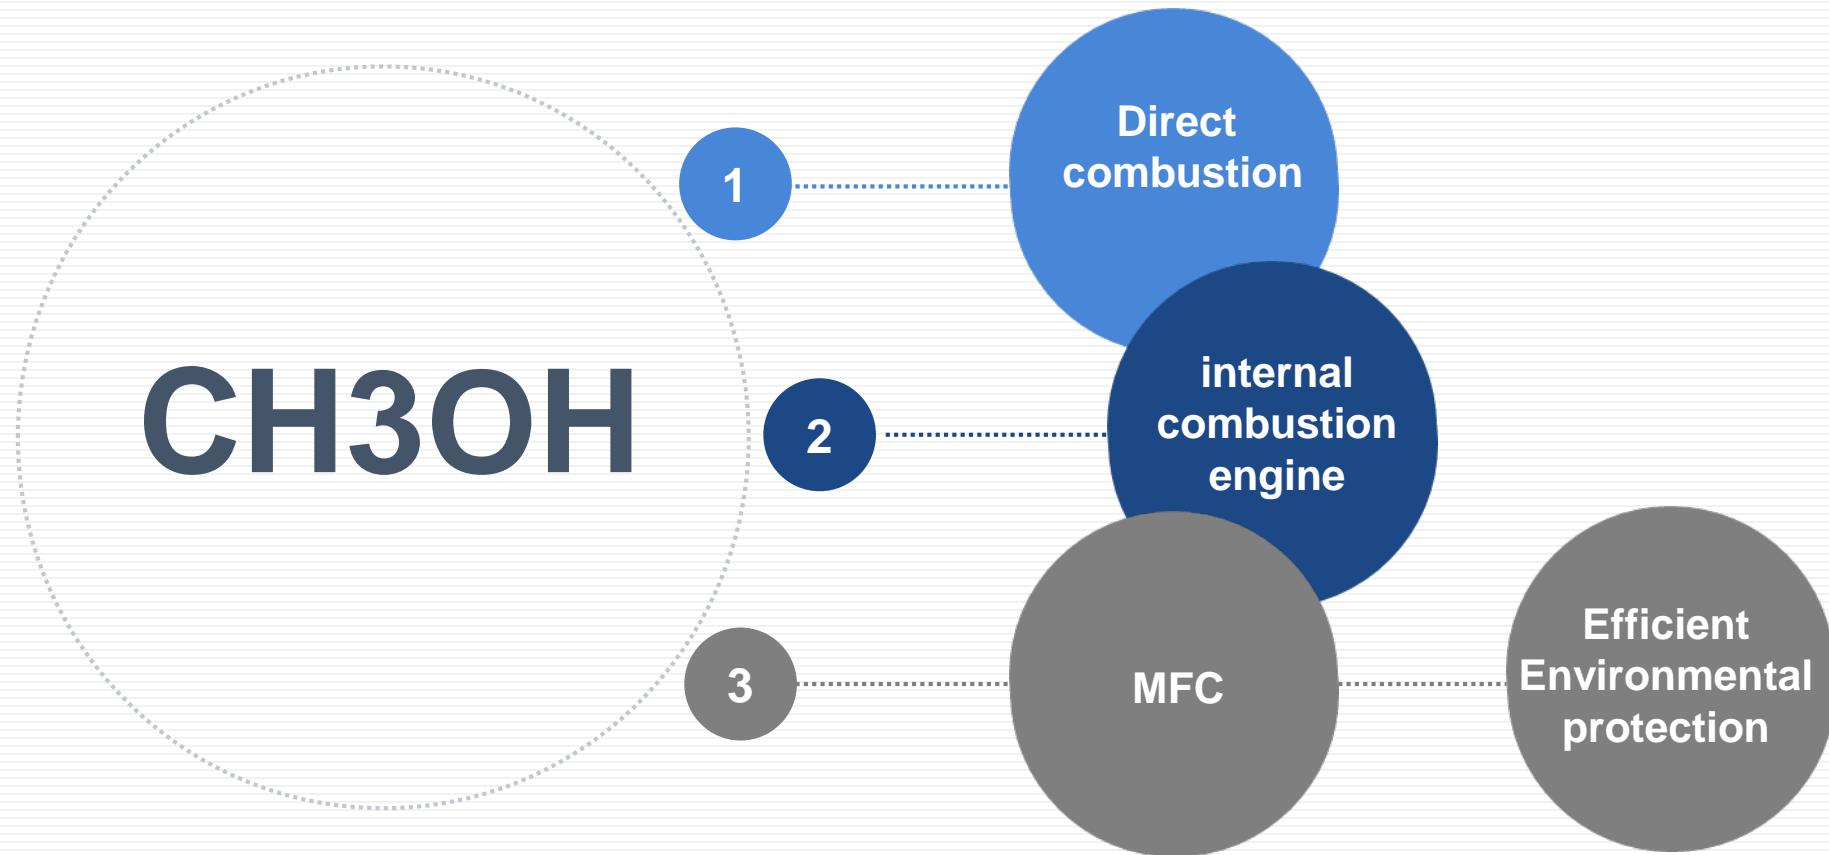 CH3OH
1
Direct
combustion
2
internal
combustion
engine
3
MFC
Efficient
Environmental
protection